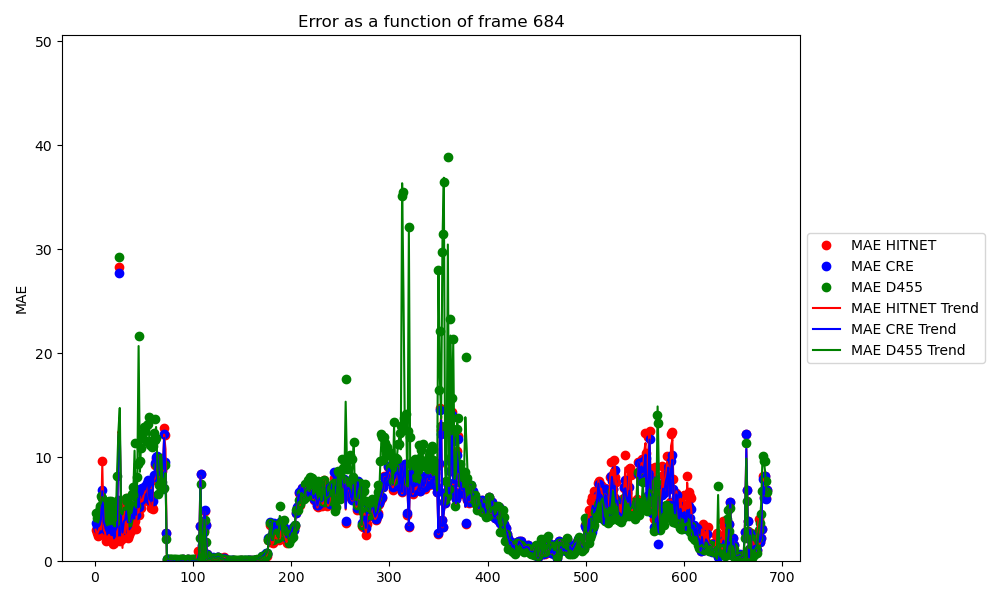 Error as a function of frame 684
50
40
30
20
10
0
MAE
0 100 200 300 400 500 600 700
MAE HITNET
MAE CRE
MAE D455
MAE HITNET Trend
MAE CRE Trend
MAE D455 Trend